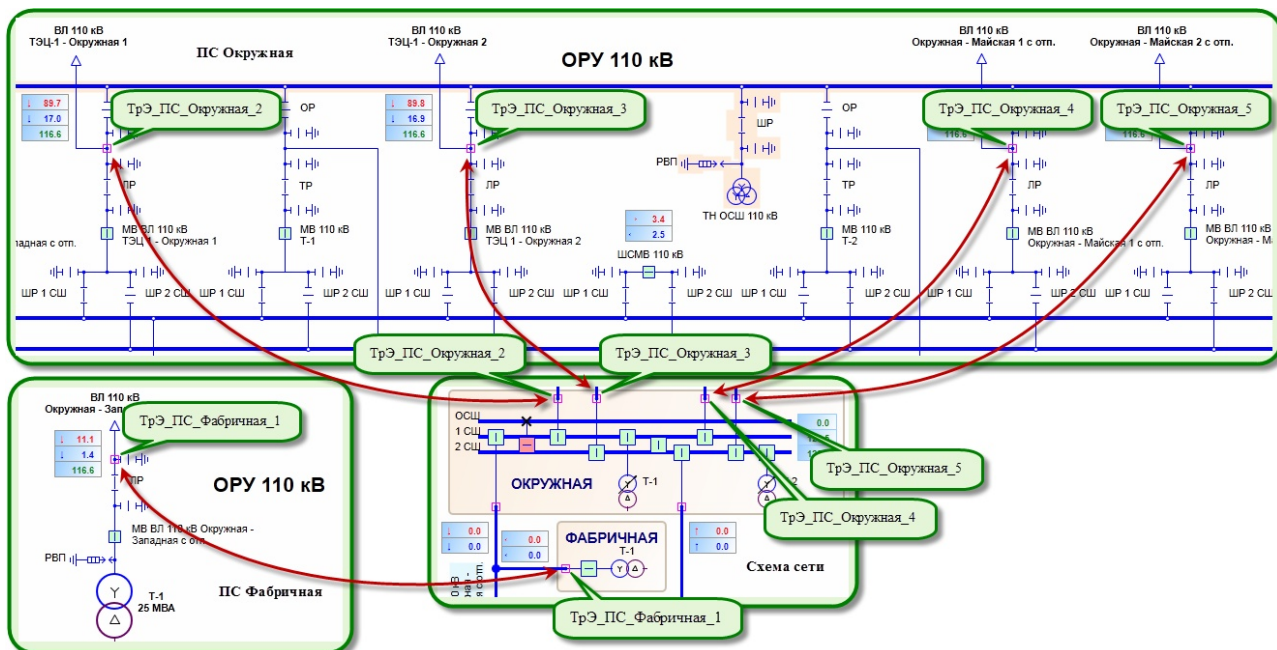 ВЛ 110 кВ
ТЭЦ-1 - Окружная 1
ПС Окружная
ВЛ 110 кВ
ТЭЦ-1 - Окружная 2
ОРУ 110 кВ
ВЛ 110 кВ
Окружная - Майская 1 с отп.
ВЛ 110 кВ
Окружная - Майская 2 с отп.
89.7
17.0
116.6
ТрЭ_ПС_Окружная_2
ОР
89.8
16.9
116.6
ТрЭ_ПС_Окружная_3
ШР
ОР
116.6
ТрЭ_ПС_Окружная_4
116.6
ТрЭ_ПС_Окружная_5
РВП
ЛР
ТР
ЛР
ТН ОСШ 110 кВ
ТР
ЛР
ЛР
МВ ВЛ 110 кВ
ТЭЦ 1 - Окружная 1
МВ 110 кВ
Т-1
МВ ВЛ 110 кВ
ТЭЦ 1 - Окружная 2
3.4
2.5
ШСМВ 110 кВ
МВ 110 кВ
Т-2
МВ ВЛ 110 кВ
Окружная - Майская 1 с отп.
МВ ВЛ 110 кВ
Окружная - Ма
падная с отп.
ШР 1 СШ
ШР 2 СШ
ШР 1 СШ
ШР 2 СШ
ШР 1 СШ
ШР 2 СШ
ШР 1 СШ
ШР 2 СШ
ШР 1 СШ
ШР 2 СШ
ШР 1 СШ
ШР 2 СШ
ШР 1 СШ
ШР 2 СШ
ТрЭ_ПС_Окружная_2
ТрЭ_ПС_Окружная_3
ВЛ 110 кВ
Окружная - Запа
11.1
1.4
116.6
ТрЭ_ПС_Фабричная_1
ЛР
ОРУ 110 кВ
МВ ВЛ 110 кВ Окружная -
Западная с отп.
РВП
Т-1
25 МВА
ПС Фабричная
ОСШ
1 СШ
2 СШ
0.0
ТрЭ_ПС_Окружная_5
ОКРУЖНАЯ
Т-1
ТрЭ_ПС_Окружная_4
0.0
0.0
0.0
0.0
ФАБРИЧНАЯ
Т-1
0.0
0.0
Схема сети
ТрЭ_ПС_Фабричная_1